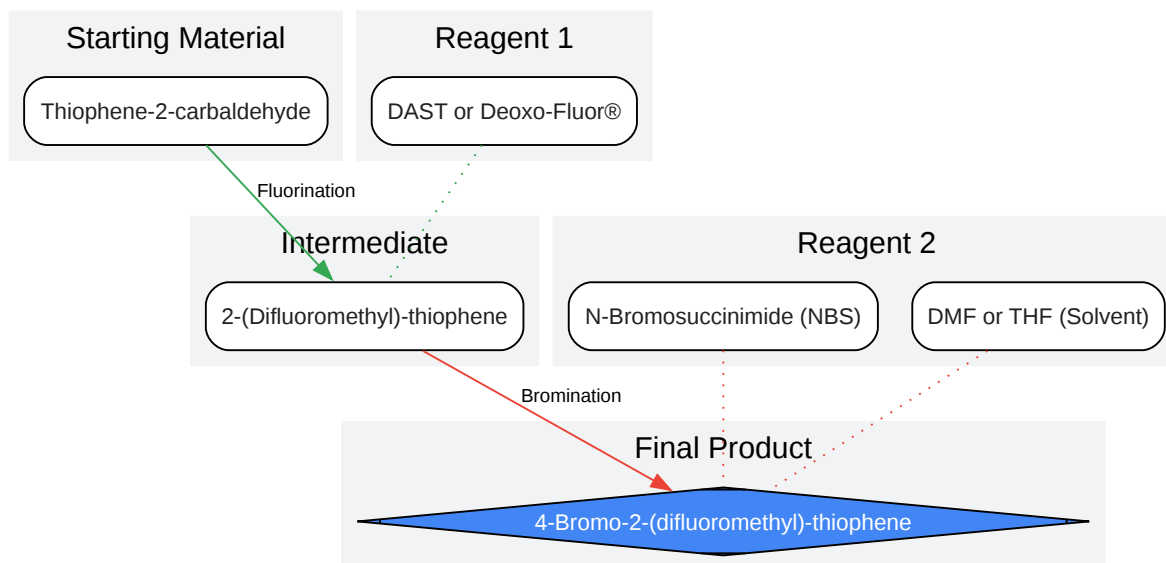 Starting Material
Reagent 1
Thiophene-2-carbaldehyde
DAST or Deoxo-Fluor®
Fluorination
Intermediate
Reagent 2
2-(Difluoromethyl)-thiophene
N-Bromosuccinimide (NBS)
DMF or THF (Solvent)
Bromination
Final Product
4-Bromo-2-(difluoromethyl)-thiophene